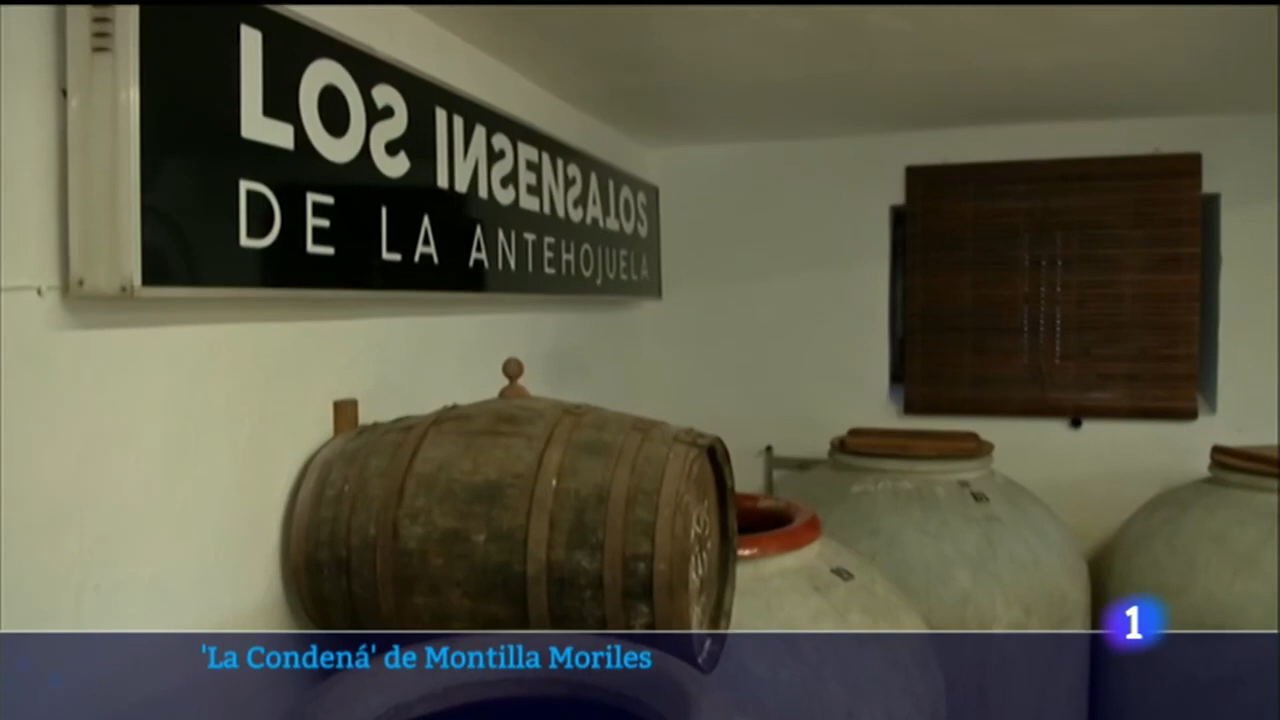 LOS INSENSATOS
DE LA ANTEHOJUELA
1
'La Condená' de Montilla Moriles